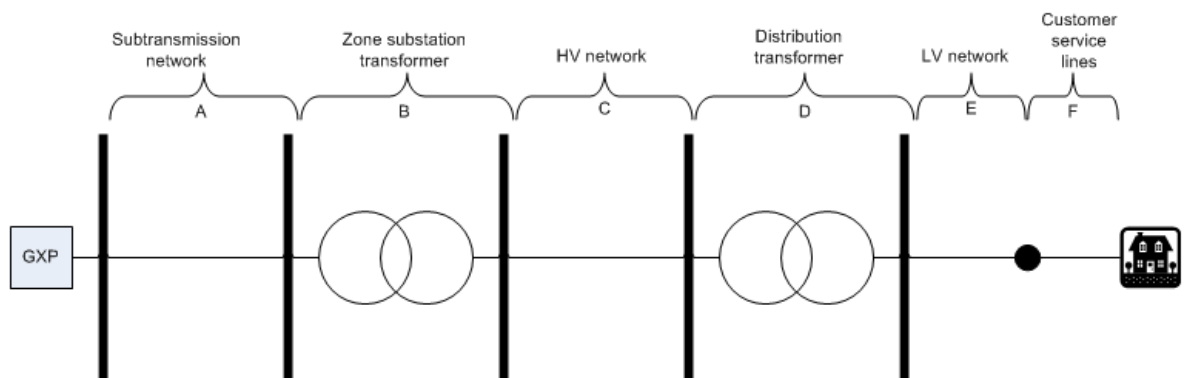 Subtransmission
network
A
Zone substation
transformer
B
HV network
C
Distribution
transformer
D
LV network
E
Customer
service
lines
F
GXP